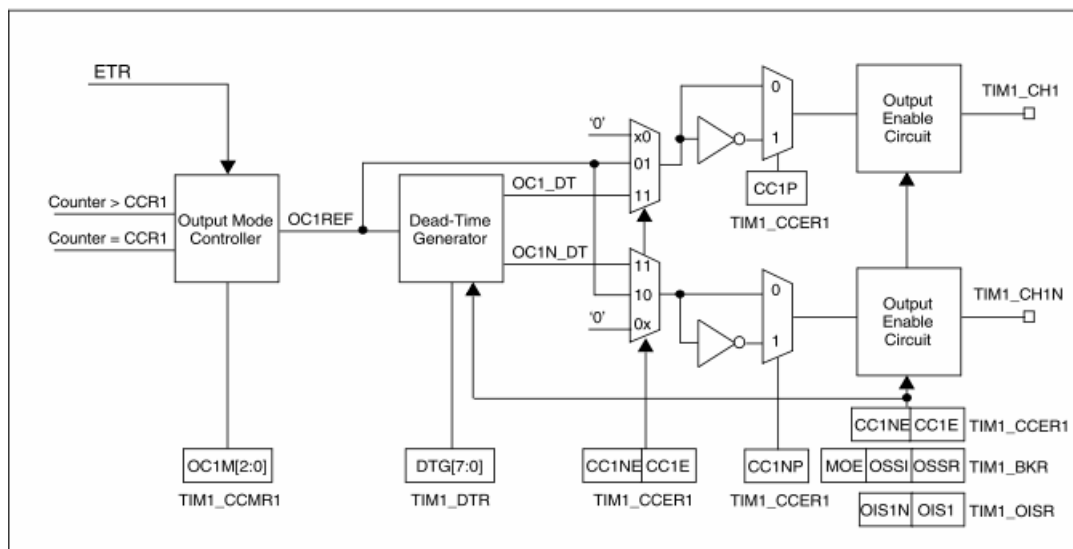 ETR
Counter > CCR1
Counter = CCR1
Output Mode
Controller
OC1REF
Dead-Time
Generator
OC1_DT
OC1N_DT
'0'
x0
01
11
11
10
0x
'0'
0
1
CC1P
TIM1_CCER1
0
1
Output
Enable
Circuit
TIM1_CH1
Output
Enable
Circuit
TIM1_CH1N
OC1M[2:0]
TIM1_CCMR1
DTG[7:0]
TIM1_DTR
CC1NE CC1E
TIM1_CCER1
CC1NP
TIM1_CCER1
CC1NE CC1E TIM1_CCER1
MOE OSSI OSSR TIM1_BKR
OIS1N OIS1 TIM1_OISR